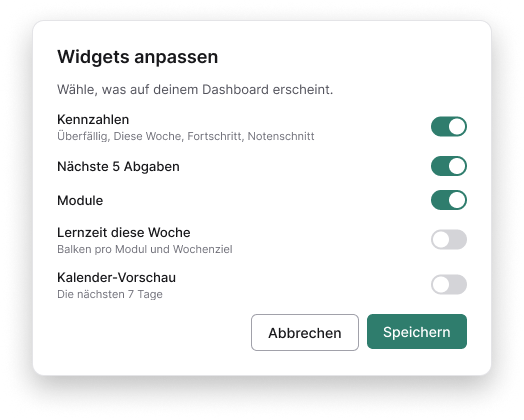 Widgets anpassen
Wähle, was auf deinem Dashboard erscheint.
Kennzahlen
Überfällig, Diese Woche, Fortschritt, Notenschnitt
Nächste 5 Abgaben
Module
Lernzeit diese Woche
Balken pro Modul und Wochenziel
Kalender-Vorschau
Die nächsten 7 Tage
Abbrechen
Speichern